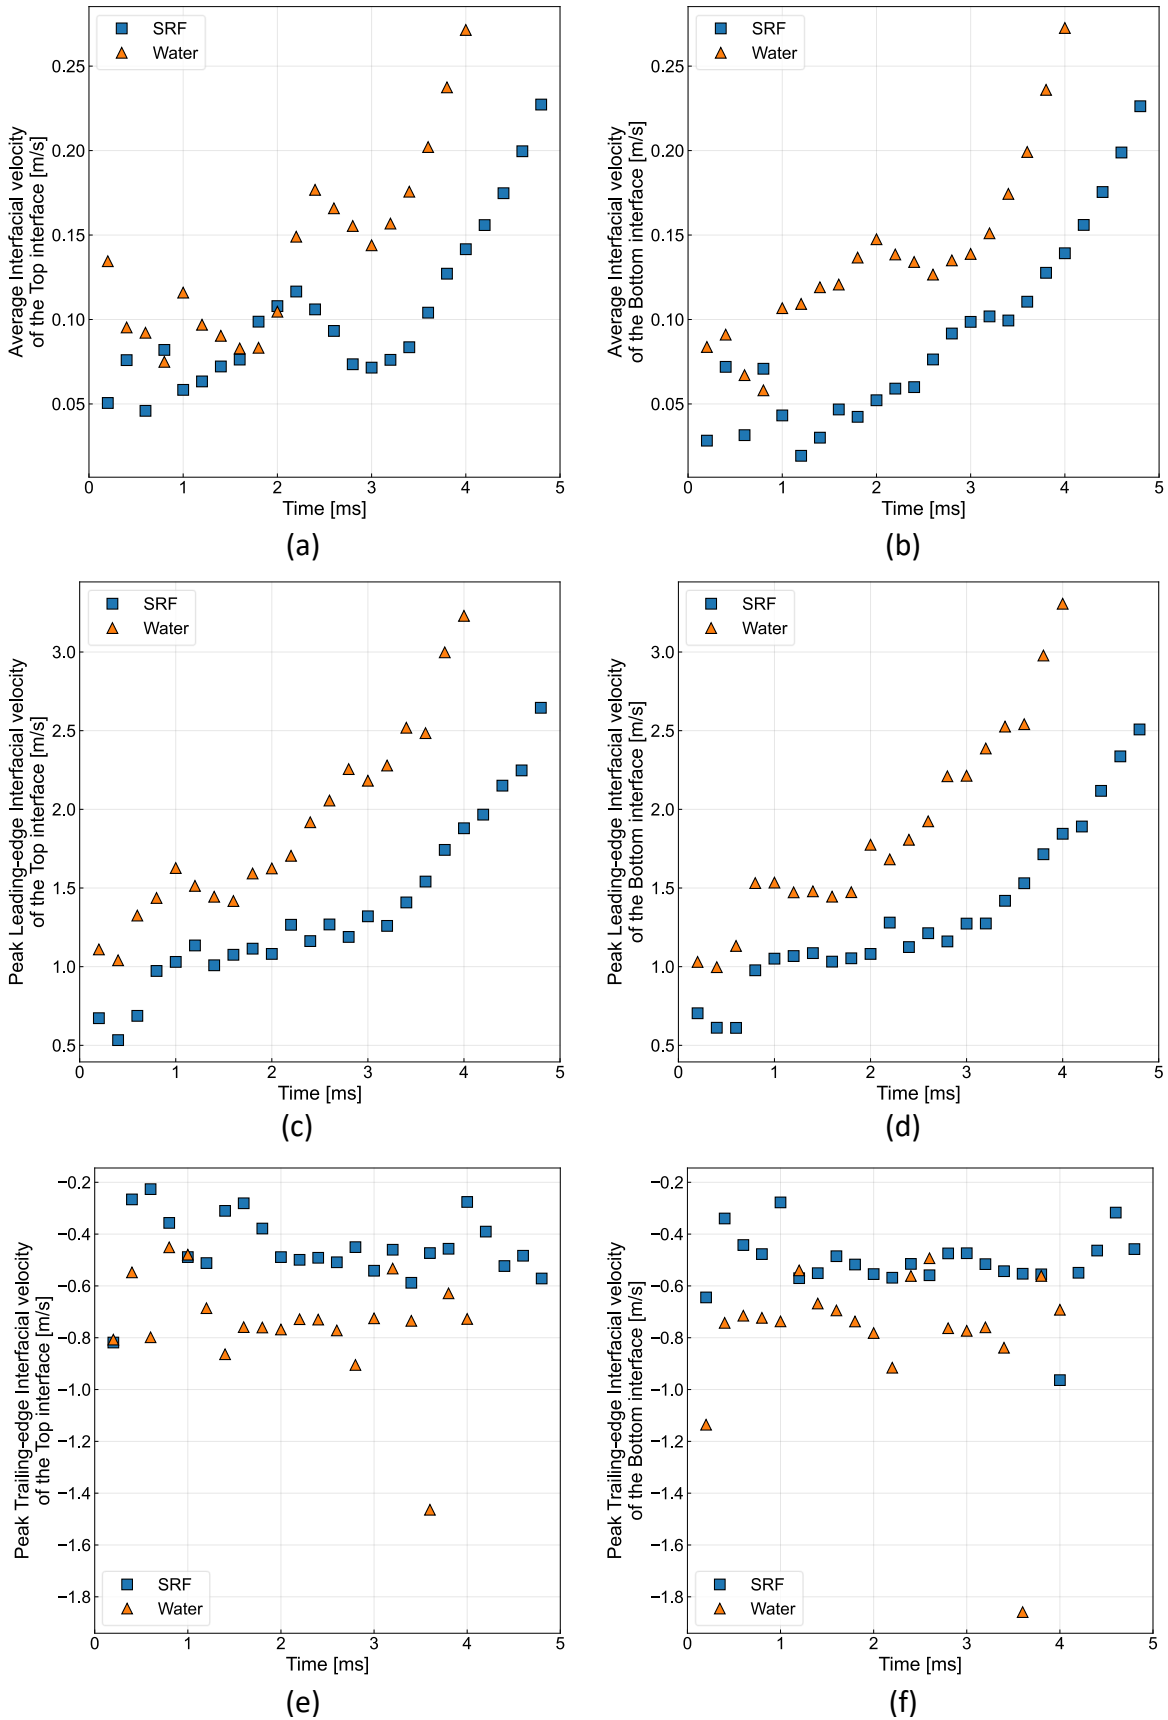 SRF
Water
0.25
0.20
0.15
0.10
0.05
Average Interfacial velocity
of the Top interface [m/s]
0 1 2 3 4 5
Time [ms]
(a)
SRF
Water
0.25
0.20
0.15
0.10
0.05
Average Interfacial velocity
of the Bottom interface [m/s]
0 1 2 3 4 5
Time [ms]
(b)
SRF
Water
3.0
2.5
2.0
1.5
1.0
0.5
Peak Leading-edge Interfacial velocity
of the Top interface [m/s]
0 1 2 3 4 5
Time [ms]
(c)
SRF
Water
3.0
2.5
2.0
1.5
1.0
0.5
Peak Leading-edge Interfacial velocity
of the Bottom interface [m/s]
0 1 2 3 4 5
Time [ms]
(d)
−0.2
−0.4
−0.6
−0.8
−1.0
−1.2
−1.4
−1.6
−1.8
Peak Trailing-edge Interfacial velocity
of the Top interface [m/s]
SRF
Water
0 1 2 3 4 5
Time [ms]
(e)
−0.2
−0.4
−0.6
−0.8
−1.0
−1.2
−1.4
−1.6
−1.8
Peak Trailing-edge Interfacial velocity
of the Bottom interface [m/s]
SRF
Water
0 1 2 3 4 5
Time [ms]
(f)